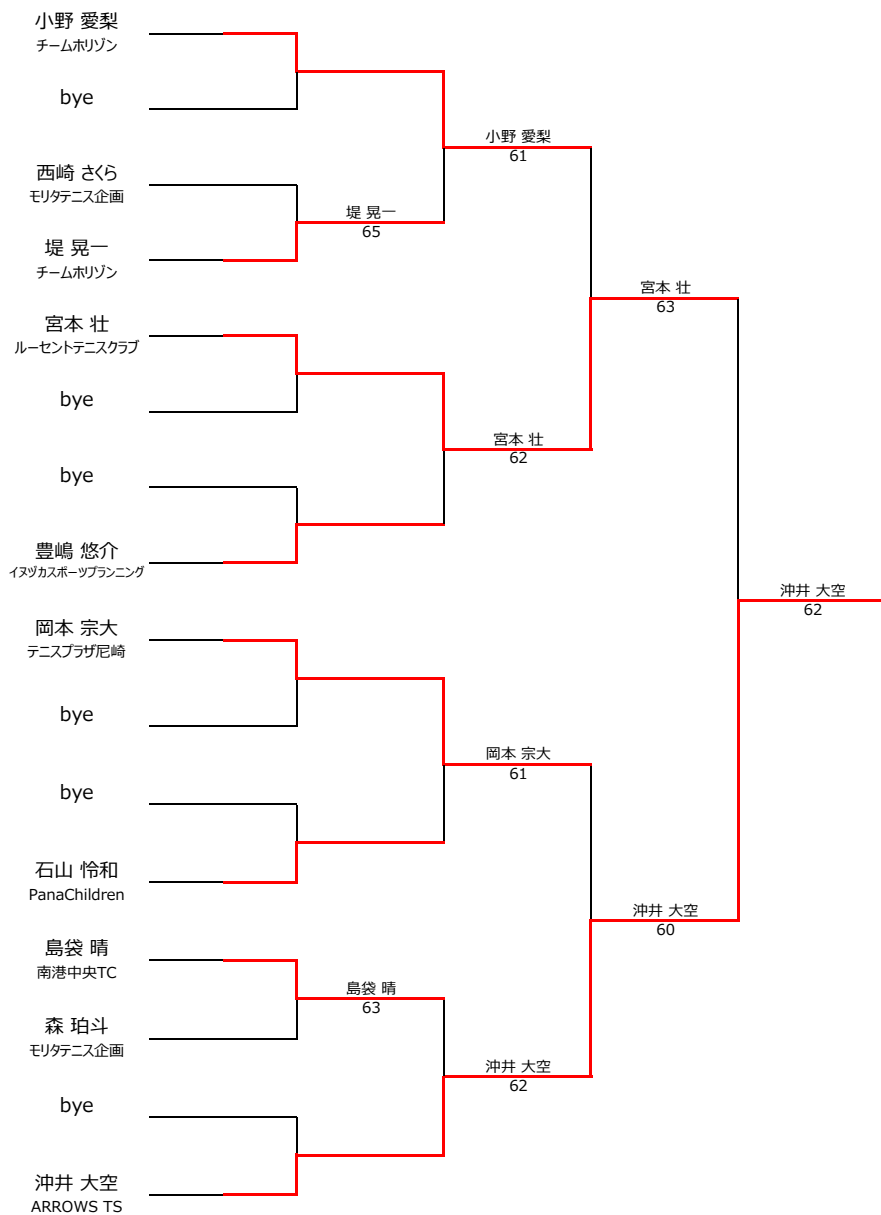 小野 愛梨
チームホリゾン
bye
小野 愛梨
61
西崎 さくら
モリタテニス企画
堤 晃一
65
堤 晃一
チームホリゾン
宮本 壮
63
宮本 壮
ルーセントテニスクラブ
bye
宮本 壮
62
bye
豊嶋 悠介
イヌヅカスポーツプランニング
沖井 大空
62
岡本 宗大
テニスプラザ尼崎
bye
岡本 宗大
61
bye
石山 怜和
PanaChildren
沖井 大空
60
島袋 晴
南港中央TC
島袋 晴
63
森 珀斗
モリタテニス企画
沖井 大空
62
bye
沖井 大空
ARROWS TS